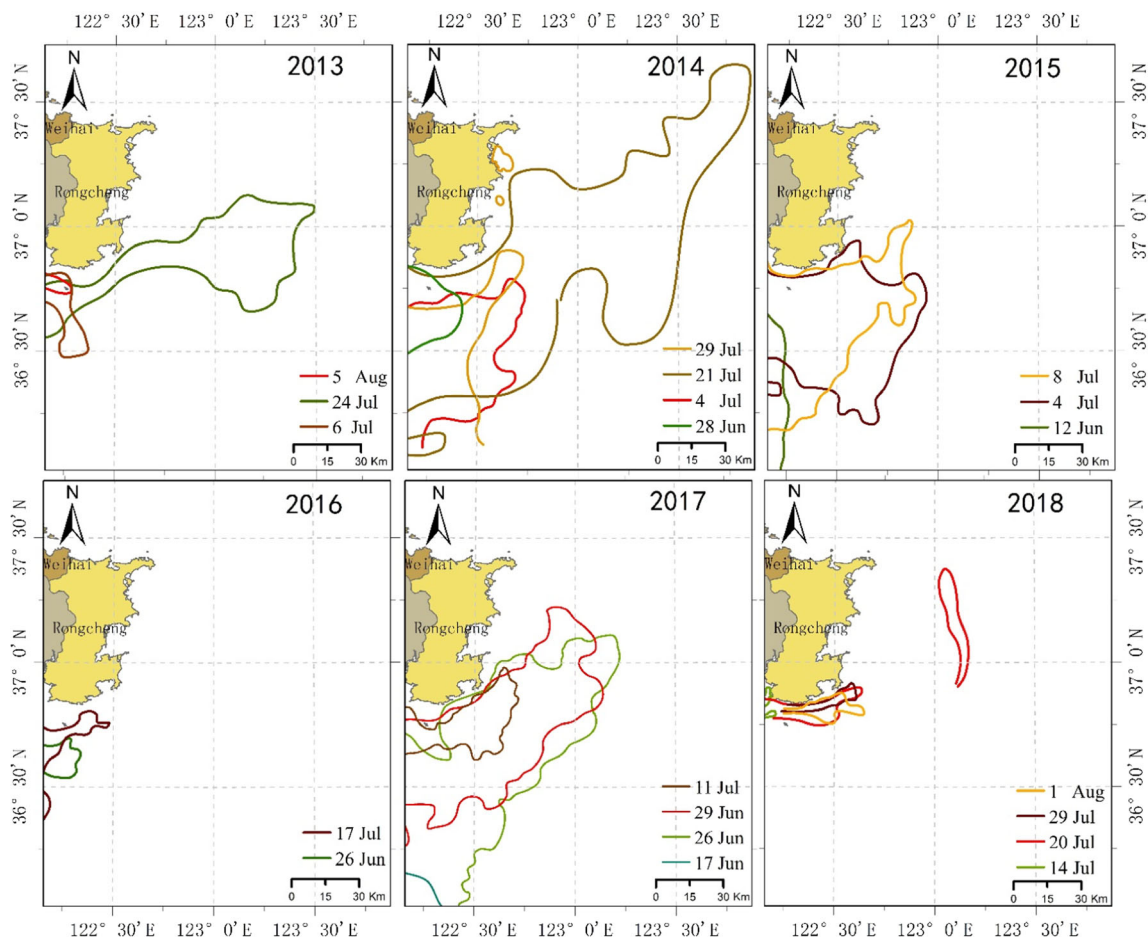 122° 30' E 123° 0' E 123° 30' E 122° 30' E 123° 0' E 123° 30' E 122° 30' E 123° 0' E 123° 30' E
N
2013
Weihai
Rongcheng
5 Aug
24 Jul
6 Jul
0 15 30 Km
N
2014
Weihai
Rongcheng
29 Jul
21 Jul
4 Jul
28 Jun
0 15 30 Km
N
2015
Weihai
Rongcheng
8 Jul
4 Jul
12 Jun
0 15 30 Km
37° 30' N
37° 0' N
36° 30' N
37° 30' N
37° 0' N
36° 30' N
N
2016
Weihai
Rongcheng
17 Jul
26 Jun
0 15 30 Km
N
2017
Weihai
Rongcheng
11 Jul
29 Jun
26 Jun
17 Jun
0 15 30 Km
N
2018
Weihai
Rongcheng
1 Aug
29 Jul
20 Jul
14 Jul
0 15 30 Km
37° 30' N
37° 0' N
36° 30' N
37° 30' N
37° 0' N
36° 30' N
122° 30' E 123° 0' E 123° 30' E 122° 30' E 123° 0' E 123° 30' E 122° 30' E 123° 0' E 123° 30' E